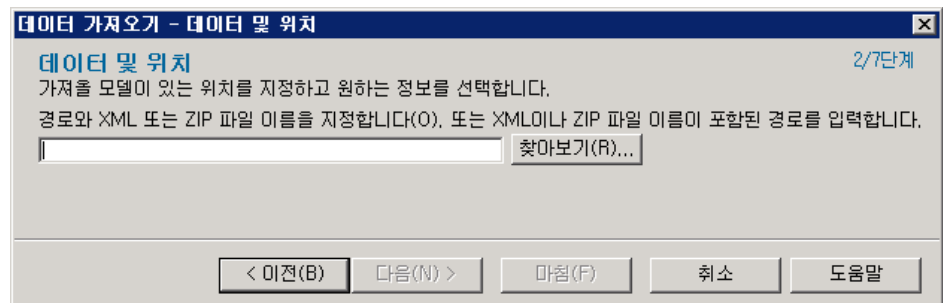 데이터 가져오기 - 데이터 및 위치
데이터 및 위치 2/7단계
가져올 모델이 있는 위치를 지정하고 원하는 정보를 선택합니다.
경로와 XML 또는 ZIP 파일 이름을 지정합니다(O). 또는 XML이나 ZIP 파일 이름이 포함된 경로를 입력합니다.
찾아보기(R)...
< 이전(B) 다음(N) > 마침(F) 취소 도움말